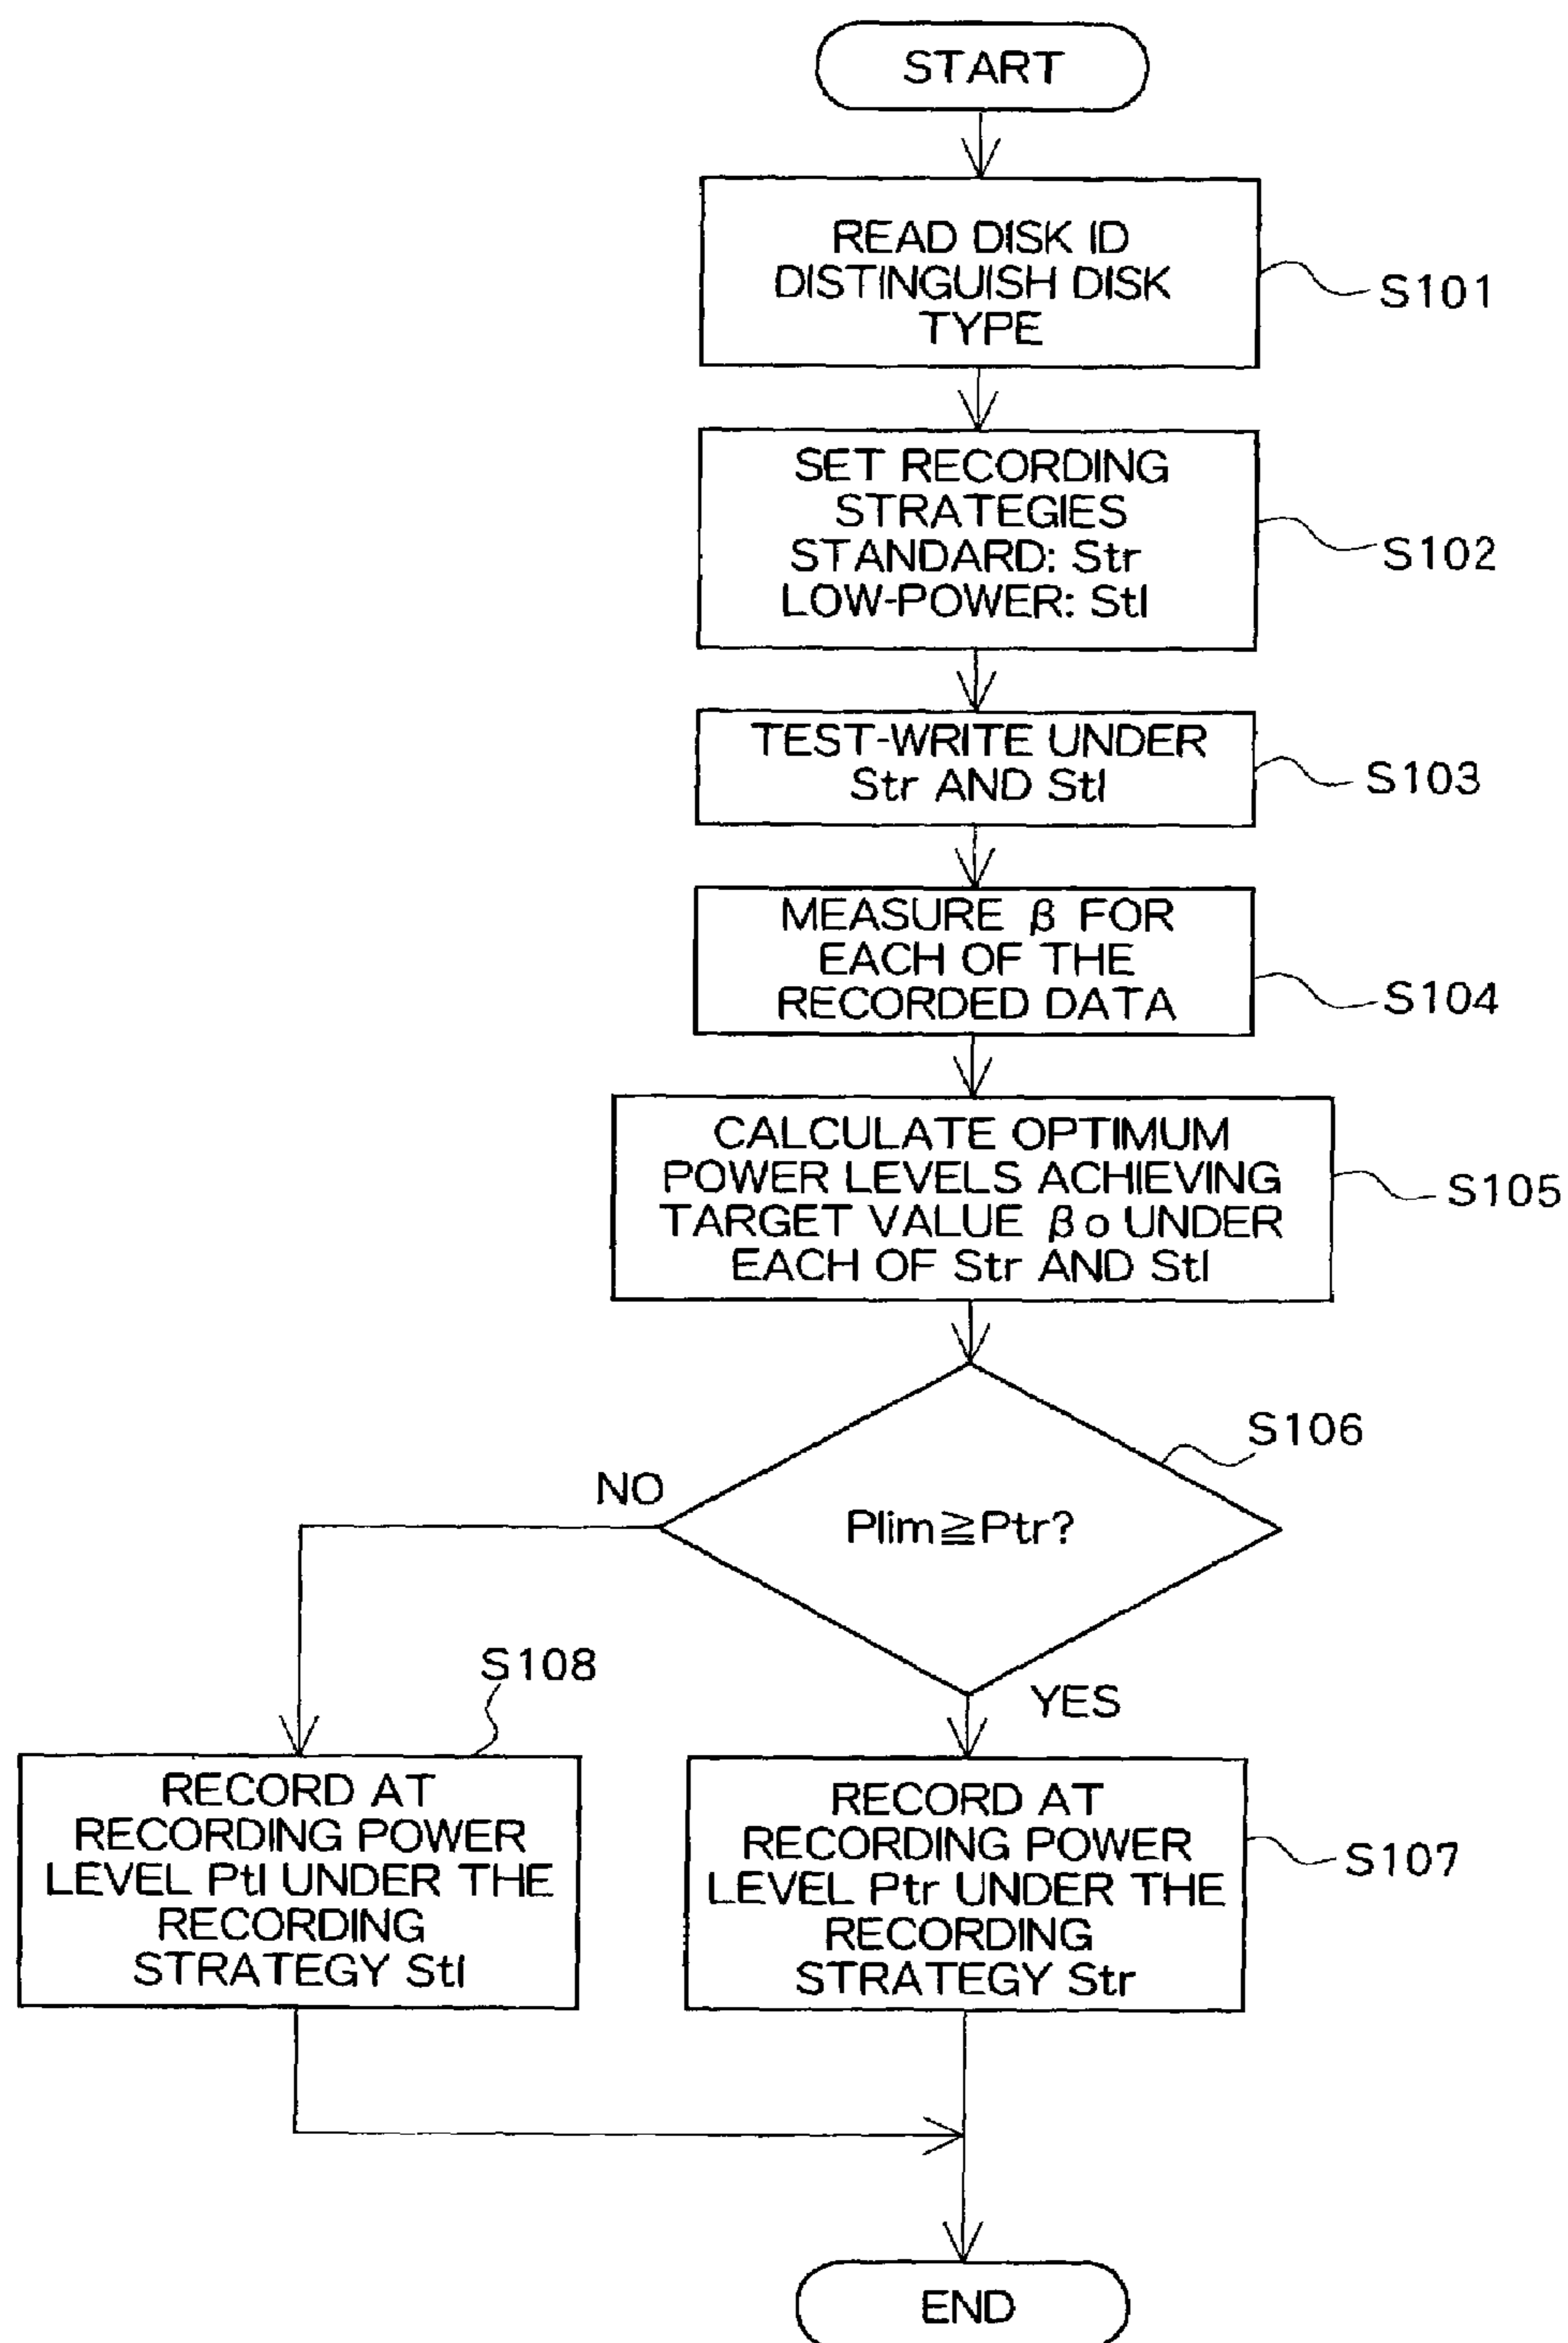 START
READ DISK ID
DISTINGUISH DISK
TYPE
S101
SET RECORDING
STRATEGIES
STANDARD: Str
LOW-POWER: Stl
S102
TEST-WRITE UNDER
Str AND Stl
S103
MEASURE β FOR
EACH OF THE
RECORDED DATA
S104
CALCULATE OPTIMUM
POWER LEVELS ACHIEVING
TARGET VALUE βo UNDER
EACH OF Str AND Stl
S105
S106
NO
Plim≧Ptr?
YES
S108
RECORD AT
RECORDING POWER
LEVEL Ptl UNDER THE
RECORDING
STRATEGY Stl
RECORD AT
RECORDING POWER
LEVEL Ptr UNDER THE
RECORDING
STRATEGY Str
S107
END